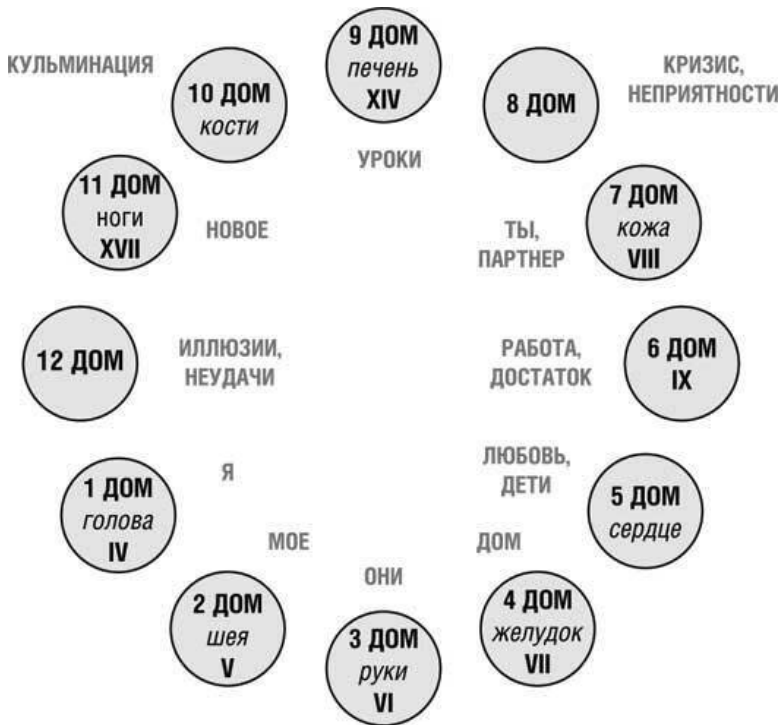 9 ДОМ
печень
XIV
КУЛЬМИНАЦИЯ
10 ДОМ
кости
8 ДОМ
КРИЗИС,
НЕПРИЯТНОСТИ
УРОКИ
11 ДОМ
ноги
XVII
НОВОЕ
ТЫ,
ПАРТНЕР
7 ДОМ
кожа
VIII
12 ДОМ
ИЛЛЮЗИИ,
НЕУДАЧИ
РАБОТА,
ДОСТАТОК
6 ДОМ
IX
1 ДОМ
голова
IV
Я
ЛЮБОВЬ,
ДЕТИ
5 ДОМ
сердце
МОЕ
ОНИ
ДОМ
2 ДОМ
шея
V
3 ДОМ
руки
VI
4 ДОМ
желудок
VII